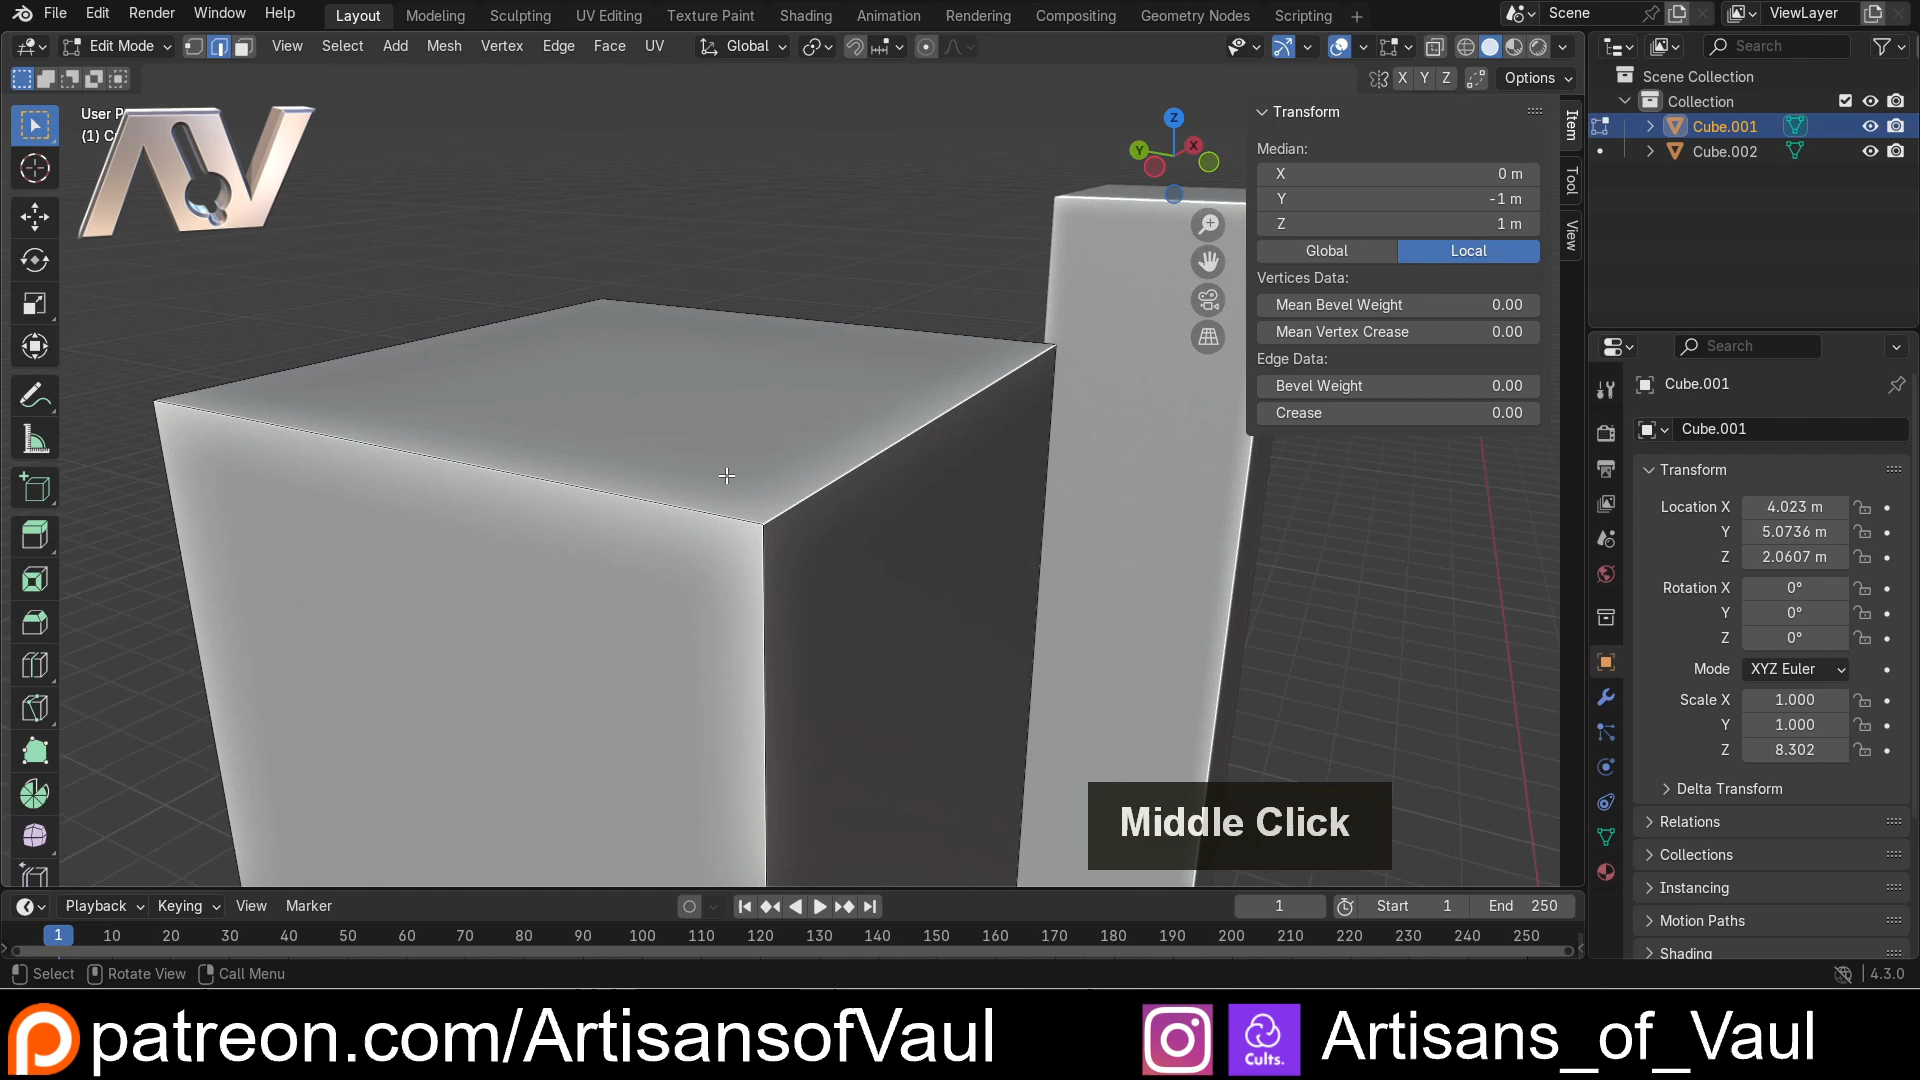 File Edit Render Window Help Layout Modeling Sculpting UV Editing Texture Paint Shading Animation Rendering Compositing Geometry Nodes Scripting + Scene ViewLayer
Edit Mode View Select Add Mesh Vertex Edge Face UV Global Search
X Y Z Options
Scene Collection
Collection
Cube.001
Cube.002
User P
(1) C
AV
Z
Y
X
Transform
Median:
X 0 m
Y -1 m
Z 1 m
Global Local
Vertices Data:
Mean Bevel Weight 0.00
Mean Vertex Crease 0.00
Edge Data:
Bevel Weight 0.00
Crease 0.00
Item
Tool
View
Search
Cube.001
Cube.001
Transform
Location X 4.023 m
Y 5.0736 m
Z 2.0607 m
Rotation X 0°
Y 0°
Z 0°
Mode XYZ Euler
Scale X 1.000
Y 1.000
Z 8.302
Delta Transform
Relations
Collections
Instancing
Motion Paths
Shading
Middle Click
Playback Keying View Marker 1 Start 1 End 250
1 10 20 30 40 50 60 70 80 90 100 110 120 130 140 150 160 170 180 190 200 210 220 230 240 250
Select Rotate View Call Menu 4.3.0
patreon.com/ArtisansofVaul Cults. Artisans_of_Vaul